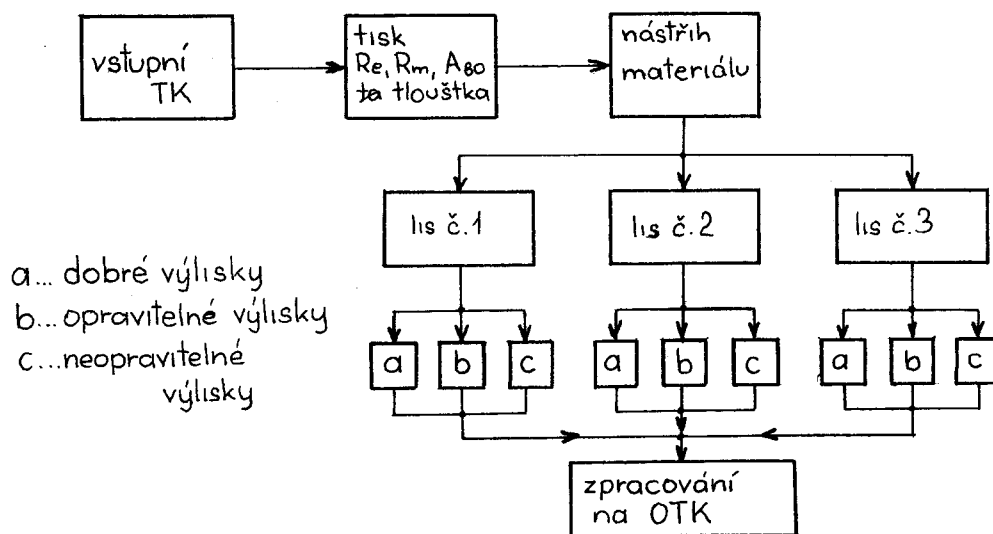 vstupní
TK
tisk
Re, Rm, A80
tloušťka
nástřih
materiálu
lis č.1
lis č.2
lis č.3
a... dobré výlisky
b... opravitelné výlisky
c... neopravitelné
výlisky
a
b
c
a
b
c
a
b
c
zpracování
na OTK